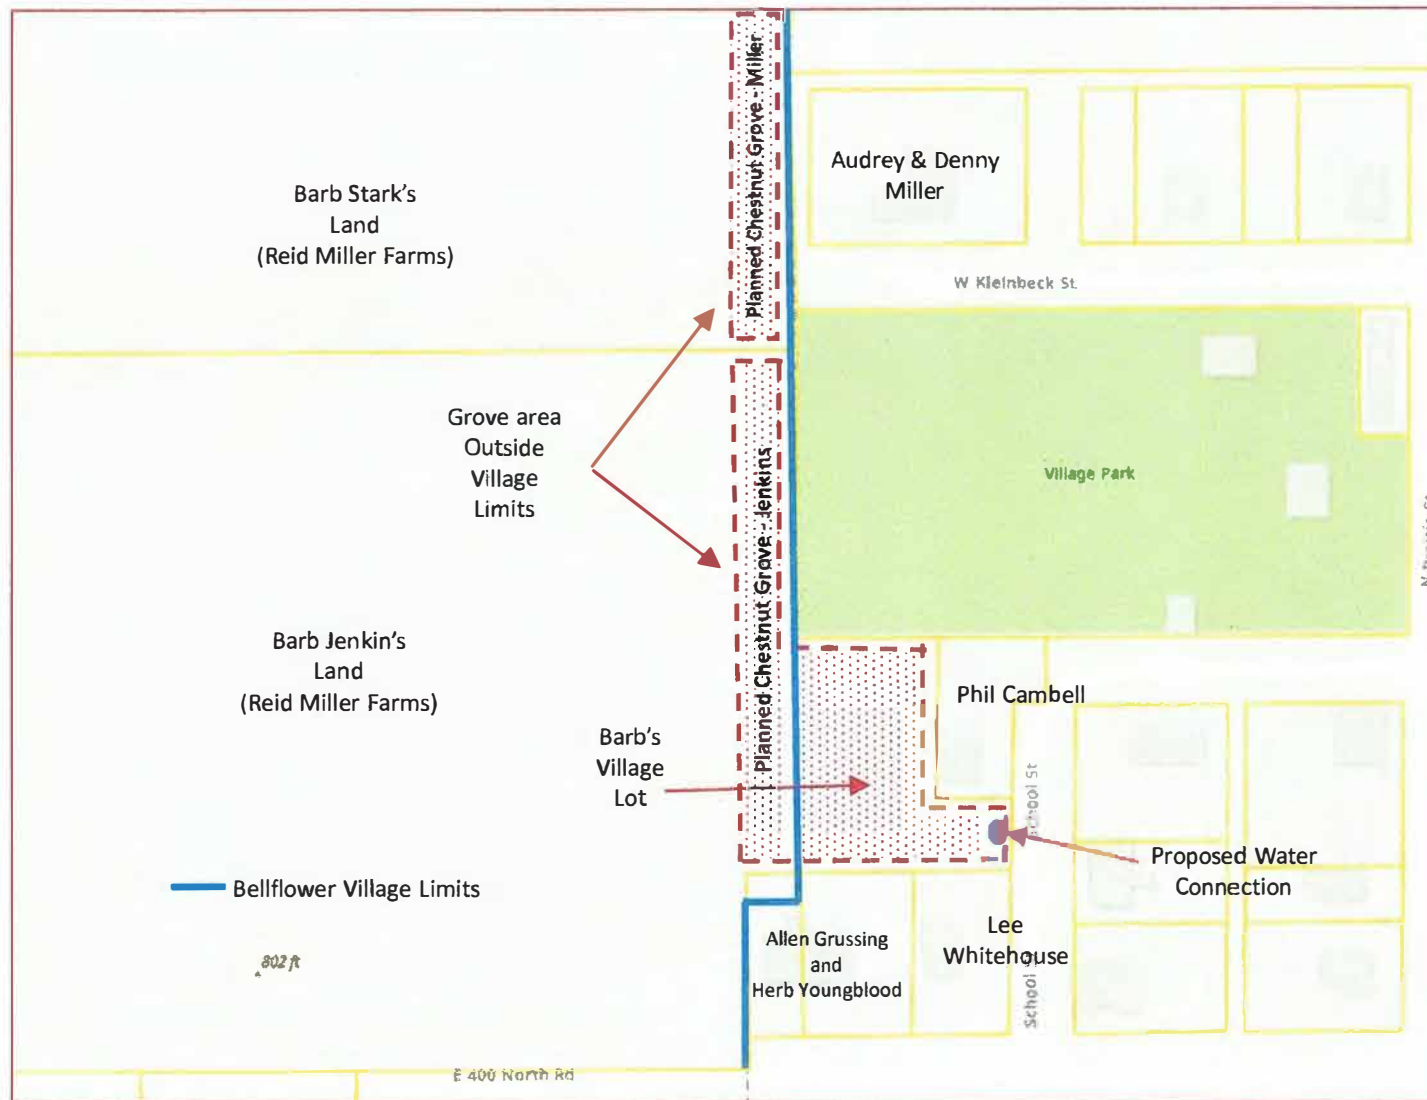 Planned Chestnut Grove - Miller
Audrey & Denny
Miller
Barb Stark's
Land
(Reid Miller Farms)
W Kleinbeck St.
Grove area
Outside
Village
Limits
Village Park
Planned Chestnut Grove - Jenkins
Barb Jenkin's
Land
(Reid Miller Farms)
Phil Cambell
Barb's
Village
Lot
School St
Proposed Water
Connection
Bellflower Village Limits
Lee
Whitehouse
Allen Grussing
and
Herb Youngblood
802 ft
School St
E 400 North Rd